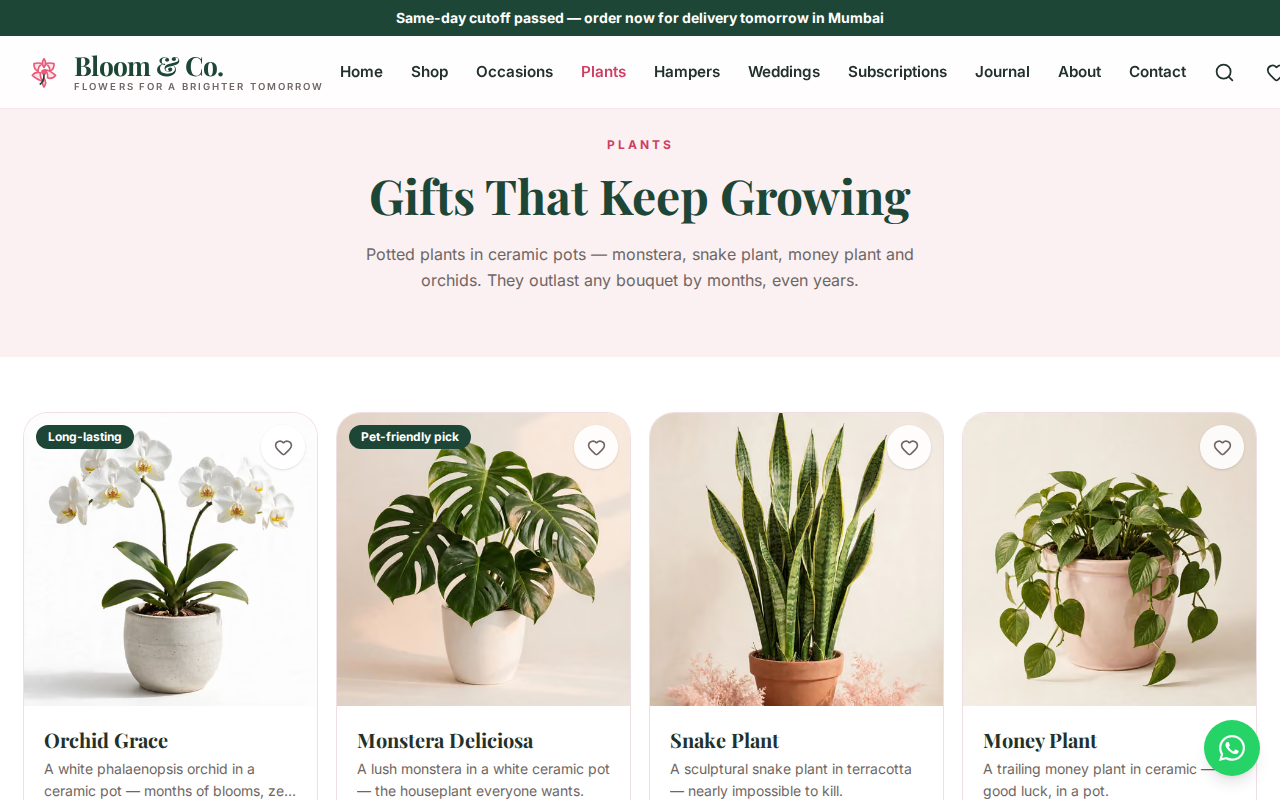 Same-day cutoff passed — order now for delivery tomorrow in Mumbai
Bloom & Co.
FLOWERS FOR A BRIGHTER TOMORROW
Home Shop Occasions Plants Hampers Weddings Subscriptions Journal About Contact
PLANTS
Gifts That Keep Growing
Potted plants in ceramic pots — monstera, snake plant, money plant and
orchids. They outlast any bouquet by months, even years.
Long-lasting
Pet-friendly pick
Orchid Grace
A white phalaenopsis orchid in a
ceramic pot — months of blooms, ze...
Monstera Deliciosa
A lush monstera in a white ceramic pot
— the houseplant everyone wants.
Snake Plant
A sculptural snake plant in terracotta
— nearly impossible to kill.
Money Plant
A trailing money plant in ceramic —
good luck, in a pot.